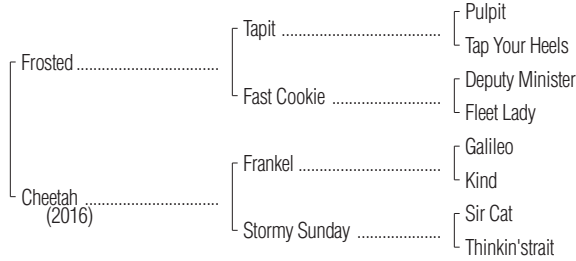 Pulpit
Tapit
Tap Your Heels
Frosted
Deputy Minister
Fast Cookie
Fleet Lady
Galileo
Frankel
Kind
Cheetah
(2016)
Sir Cat
Stormy Sunday
Thinkin'strait